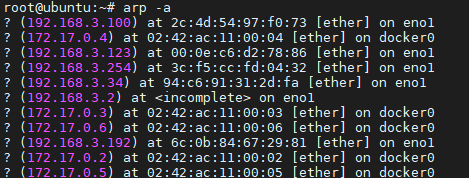 root@ubuntu:~# arp -a
? (192.168.3.100) at 2c:4d:54:97:f0:73 [ether] on eno1
? (172.17.0.4) at 02:42:ac:11:00:04 [ether] on docker0
? (192.168.3.123) at 00:0e:c6:d2:78:86 [ether] on eno1
? (192.168.3.254) at 3c:f5:cc:fd:04:32 [ether] on eno1
? (192.168.3.34) at 94:c6:91:31:2d:fa [ether] on eno1
? (192.168.3.2) at <incomplete> on eno1
? (172.17.0.3) at 02:42:ac:11:00:03 [ether] on docker0
? (172.17.0.6) at 02:42:ac:11:00:06 [ether] on docker0
? (192.168.3.192) at 6c:0b:84:67:29:81 [ether] on eno1
? (172.17.0.2) at 02:42:ac:11:00:02 [ether] on docker0
? (172.17.0.5) at 02:42:ac:11:00:05 [ether] on docker0